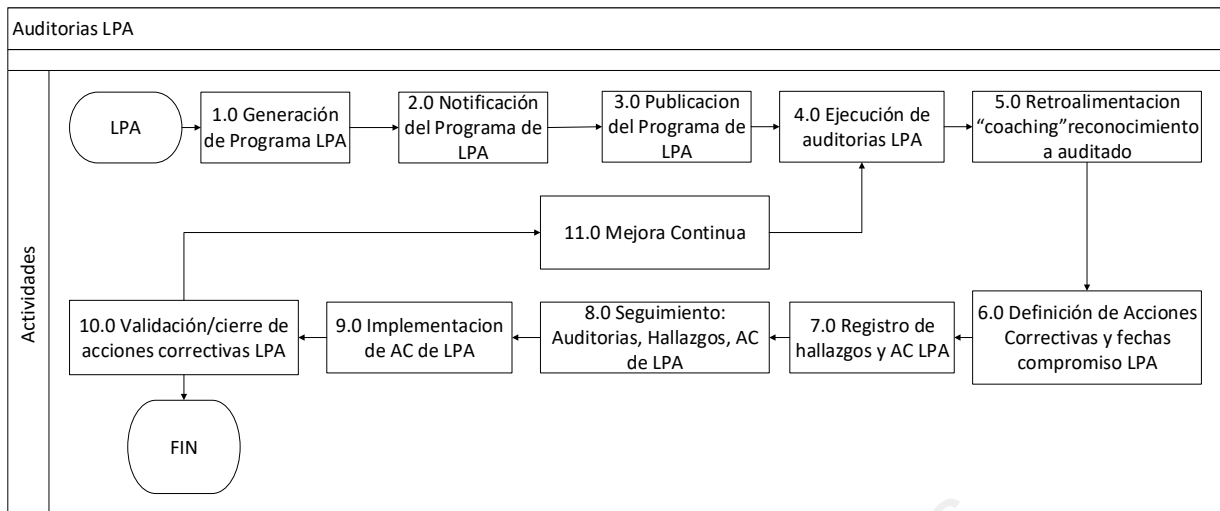 Auditorias LPA
Actividades
LPA
1.0 Generación
de Programa LPA
2.0 Notificación
del Programa de
LPA
3.0 Publicacion
del Programa de
LPA
4.0 Ejecución de
auditorias LPA
5.0 Retroalimentacion
“coaching”reconocimiento
a auditado
11.0 Mejora Continua
10.0 Validación/cierre de
acciones correctivas LPA
9.0 Implementacion
de AC de LPA
8.0 Seguimiento:
Auditorias, Hallazgos, AC
de LPA
7.0 Registro de
hallazgos y AC LPA
6.0 Definición de Acciones
Correctivas y fechas
compromiso LPA
FIN